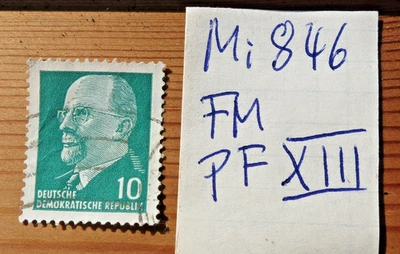 10
DEUTSCHE
DEMOKRATISCHE REPUBLIK
Mi 846
FM
PF XIII